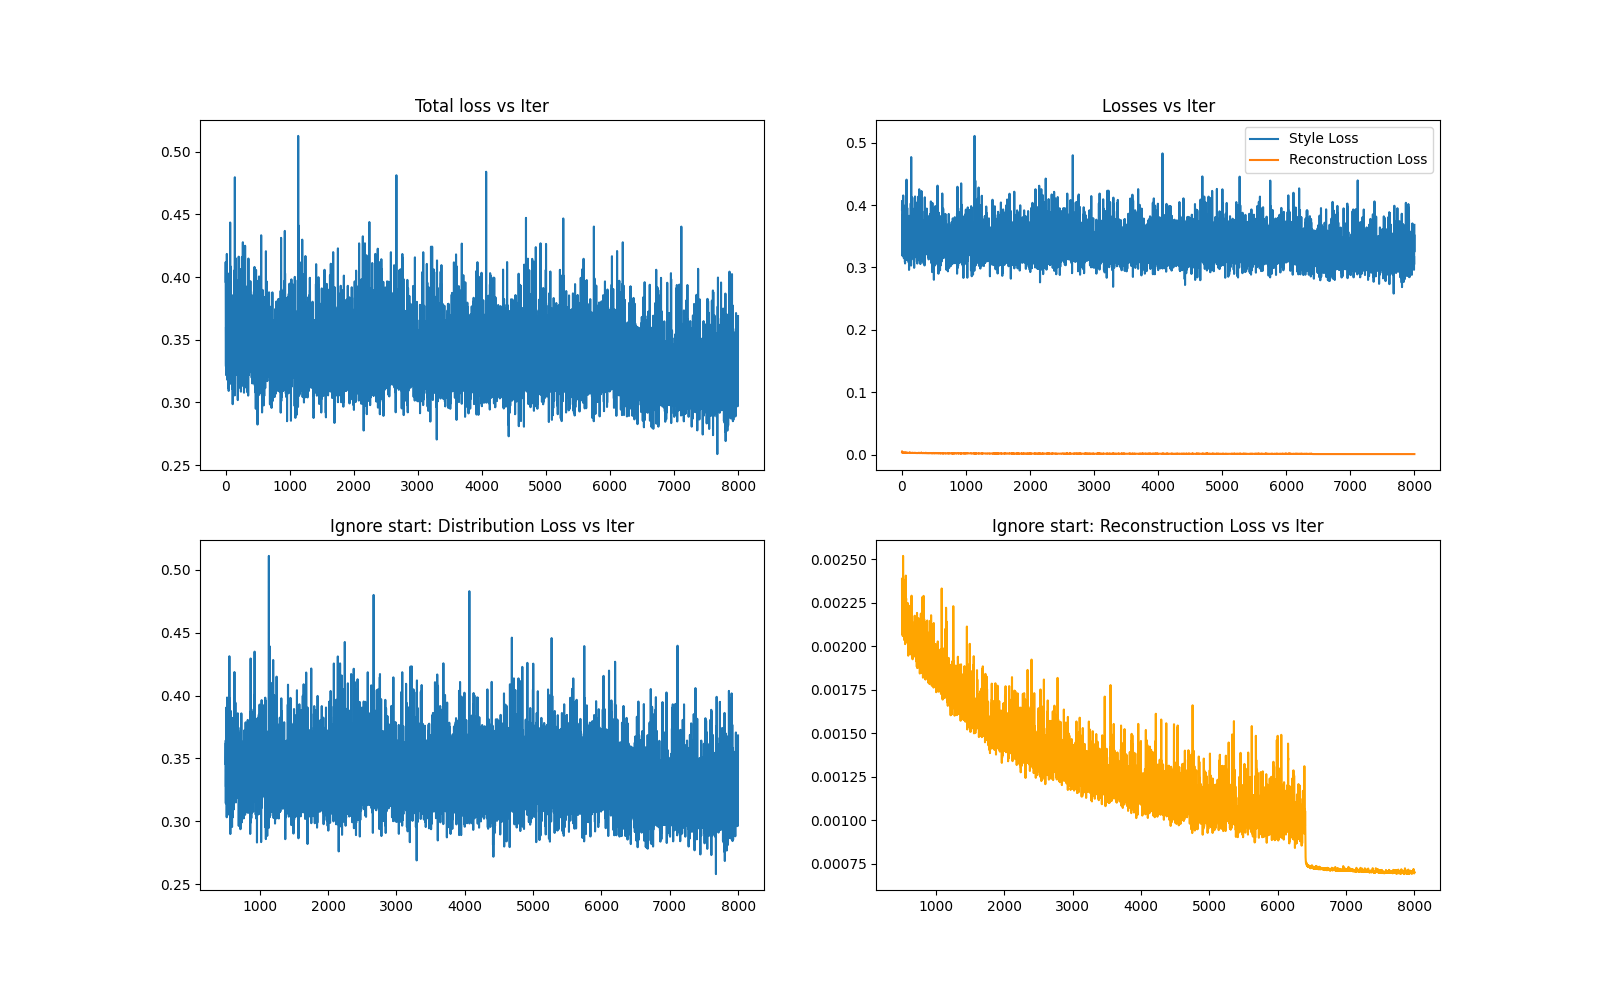 Total loss vs Iter
0.50
0.45
0.40
0.35
0.30
0.25
0 1000 2000 3000 4000 5000 6000 7000 8000
Losses vs Iter
Style Loss
Reconstruction Loss
0.5
0.4
0.3
0.2
0.1
0.0
0 1000 2000 3000 4000 5000 6000 7000 8000
Ignore start: Distribution Loss vs Iter
0.50
0.45
0.40
0.35
0.30
0.25
1000 2000 3000 4000 5000 6000 7000 8000
Ignore start: Reconstruction Loss vs Iter
0.00250
0.00225
0.00200
0.00175
0.00150
0.00125
0.00100
0.00075
1000 2000 3000 4000 5000 6000 7000 8000